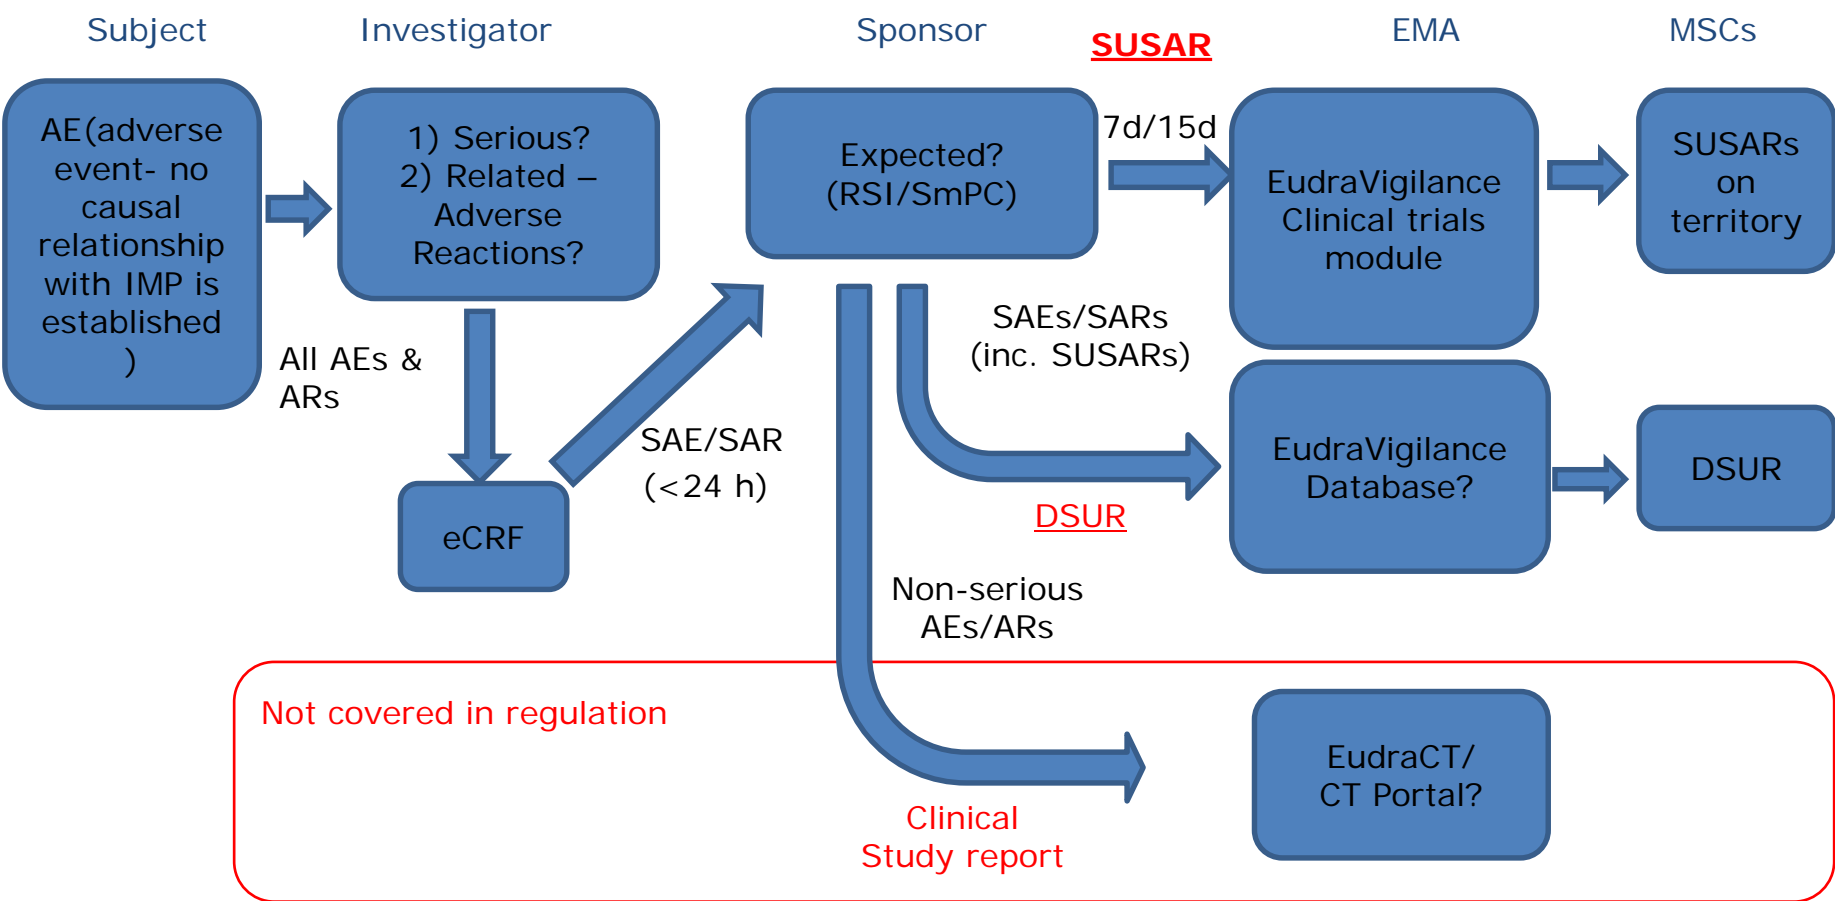 Subject
Investigator
Sponsor
SUSAR
EMA
MSCs
AE(adverse
event- no
causal
relationship
with IMP is
established
)
1) Serious?
2) Related –
Adverse
Reactions?
Expected?
(RSI/SmPC)
7d/15d
EudraVigilance
Clinical trials
module
SUSARs
on
territory
All AEs &
ARs
SAE/SAR
(<24 h)
eCRF
SAEs/SARs
(inc. SUSARs)
DSUR
EudraVigilance
Database?
DSUR
Non-serious
AEs/ARs
Not covered in regulation
Clinical
Study report
EudraCT/
CT Portal?